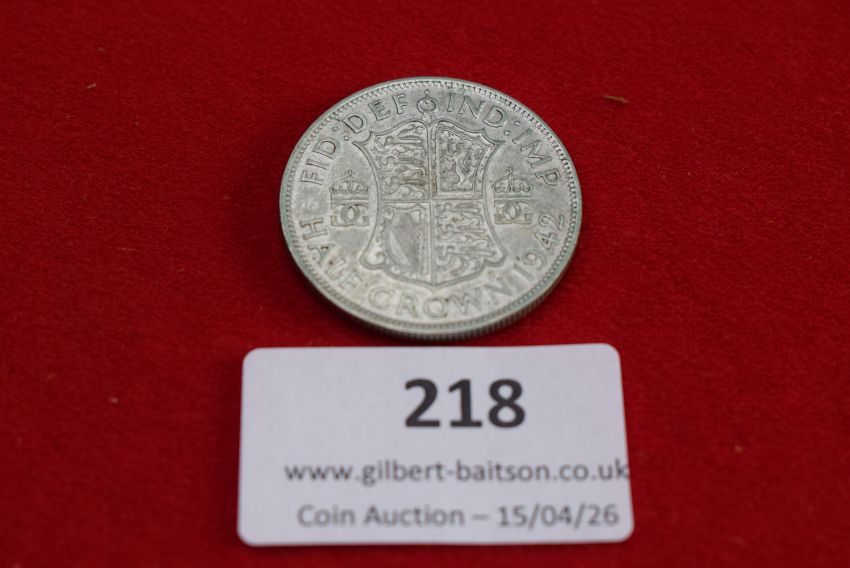 FID:DEF IND:IMP
HALF CROWN 1942
218
www.gilbert-baitson.co.uk
Coin Auction – 15/04/26